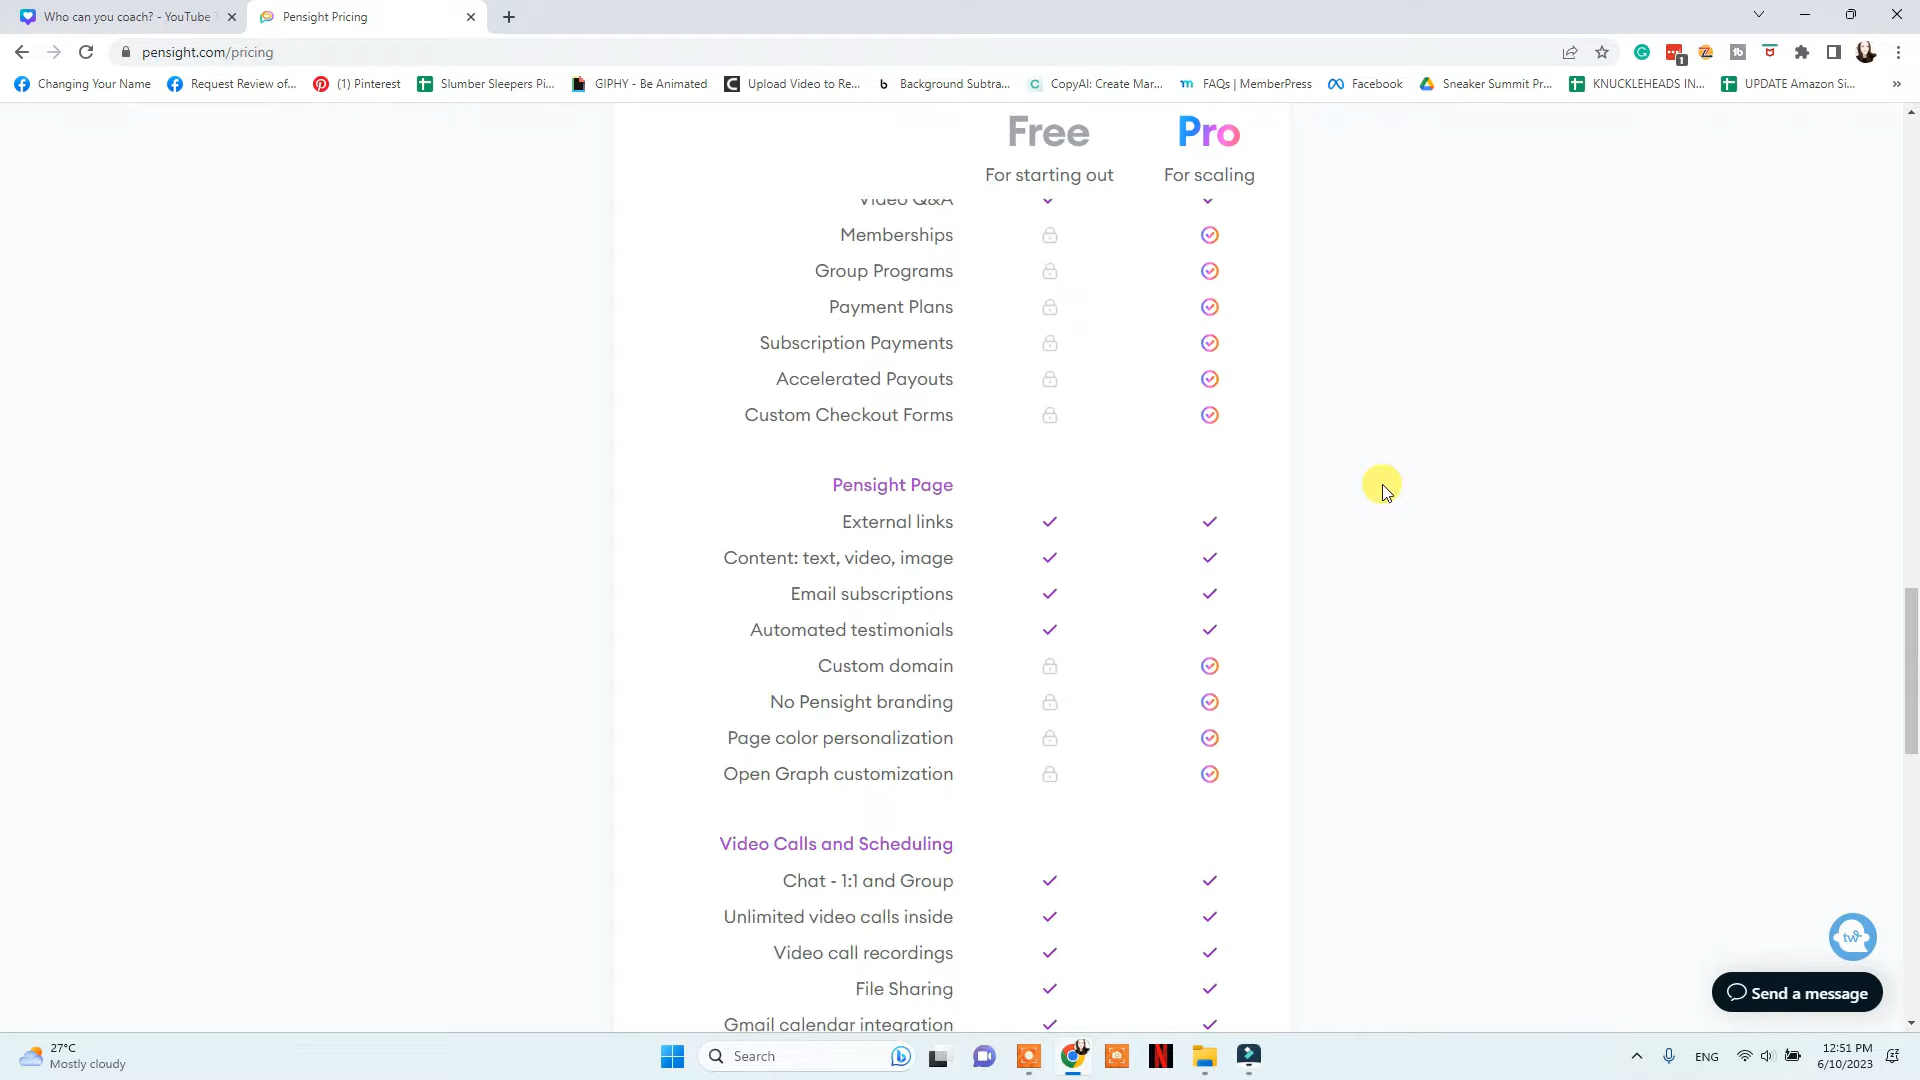 Who can you coach? - YouTube
Pensight Pricing
pensight.com/pricing
1
Changing Your Name
Request Review of...
(1) Pinterest
Slumber Sleepers Pi...
GIPHY - Be Animated
Upload Video to Re...
Background Subtra...
CopyAI: Create Mar...
FAQs | MemberPress
Facebook
Sneaker Summit Pr...
KNUCKLEHEADS IN...
UPDATE Amazon Si...
Free
Pro
For starting out
For scaling
Video Q&A
Memberships
Group Programs
Payment Plans
Subscription Payments
Accelerated Payouts
Custom Checkout Forms
Pensight Page
External links
Content: text, video, image
Email subscriptions
Automated testimonials
Custom domain
No Pensight branding
Page color personalization
Open Graph customization
Video Calls and Scheduling
Chat - 1:1 and Group
Unlimited video calls inside
Video call recordings
File Sharing
Gmail calendar integration
tw
Send a message
27°C
Mostly cloudy
Search
ENG
12:51 PM
6/10/2023